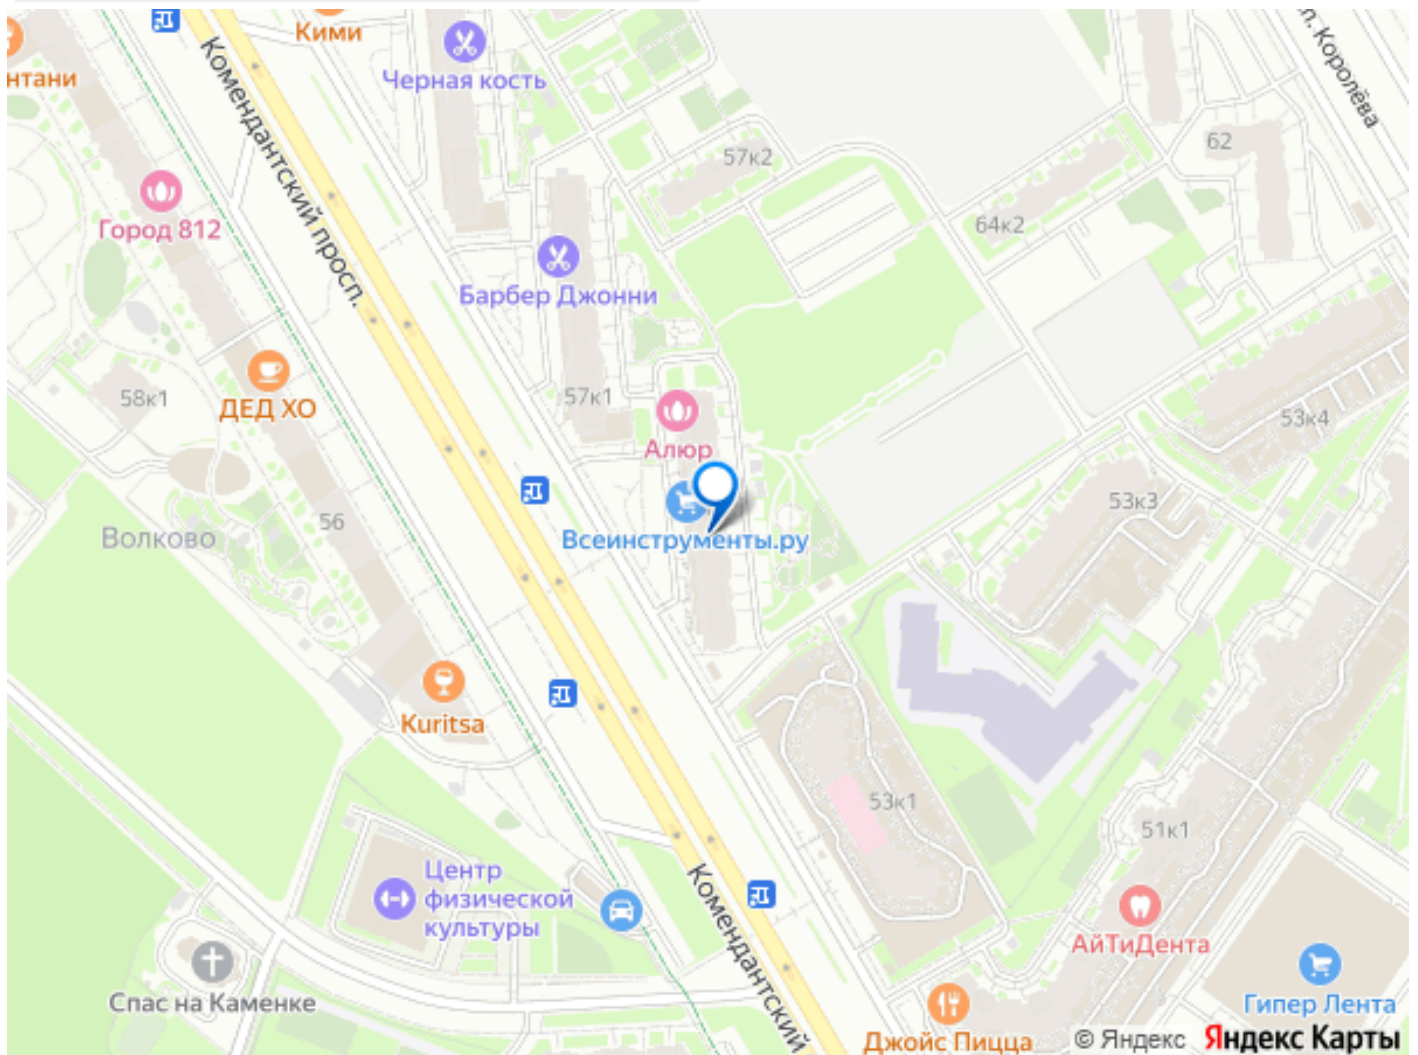 Кими
нтани
Черная кость
Комендантский просп.
п. Королёва
57к2
62
64к2
Город 812
Барбер Джонни
58к1
ДЕД ХО
57к1
Алюр
53к4
53к3
56
Волково
Всеинструменты.ру
Kuritsa
53к1
51к1
Центр
физической
культуры
Комендантский
АйТиДента
Спас на Каменке
Гипер Лента
Джойс Пицца
© Яндекс Яндекс Карты